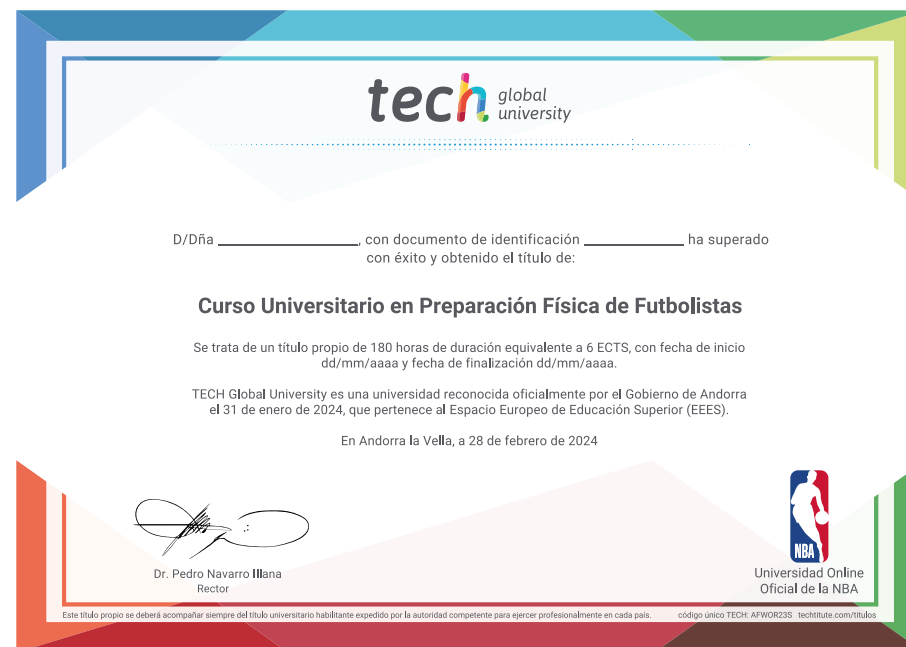 tech global university
D/Dña ____________________, con documento de identificación ______________ ha superado
con éxito y obtenido el título de:
Curso Universitario en Preparación Física de Futbolistas
Se trata de un título propio de 180 horas de duración equivalente a 6 ECTS, con fecha de inicio
dd/mm/aaaa y fecha de finalización dd/mm/aaaa.
TECH Global University es una universidad reconocida oficialmente por el Gobierno de Andorra
el 31 de enero de 2024, que pertenece al Espacio Europeo de Educación Superior (EEES).
En Andorra la Vella, a 28 de febrero de 2024
Dr. Pedro Navarro Illana
Rector
NBA
Universidad Online
Oficial de la NBA
Este título propio se deberá acompañar siempre del título universitario habilitante expedido por la autoridad competente para ejercer profesionalmente en cada país.
código único TECH: AFWOR23S techtitute.com/titulos